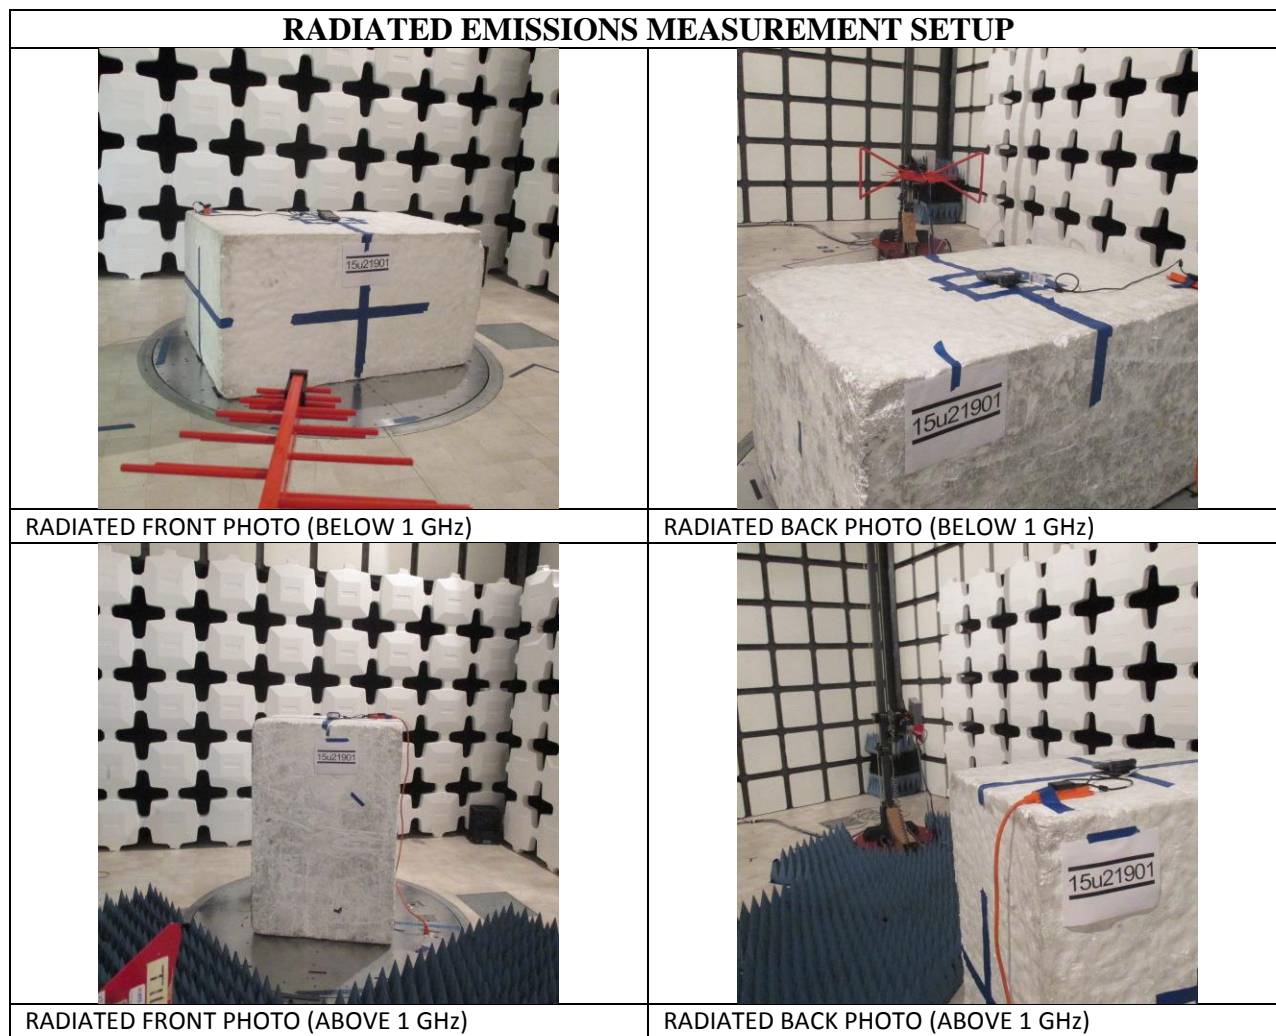 RADIATED EMISSIONS MEASUREMENT SETUP
15u21901
15u21901
RADIATED FRONT PHOTO (BELOW 1 GHz)
RADIATED BACK PHOTO (BELOW 1 GHz)
15u21901
15u21901
RADIATED FRONT PHOTO (ABOVE 1 GHz)
RADIATED BACK PHOTO (ABOVE 1 GHz)